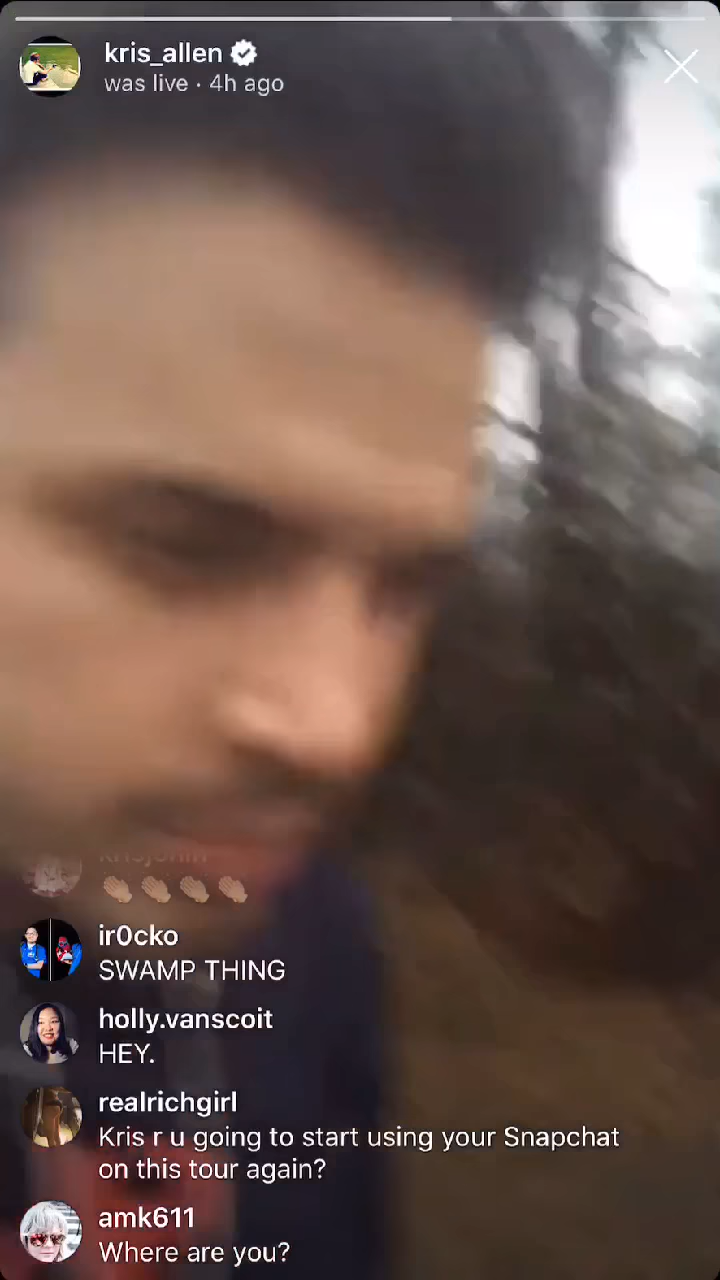 kris_allen
was live · 4h ago
👏🏼 👏🏼 👏🏼 👏🏼
ir0cko
SWAMP THING
holly.vanscoit
HEY.
realrichgirl
Kris r u going to start using your Snapchat
on this tour again?
amk611
Where are you?